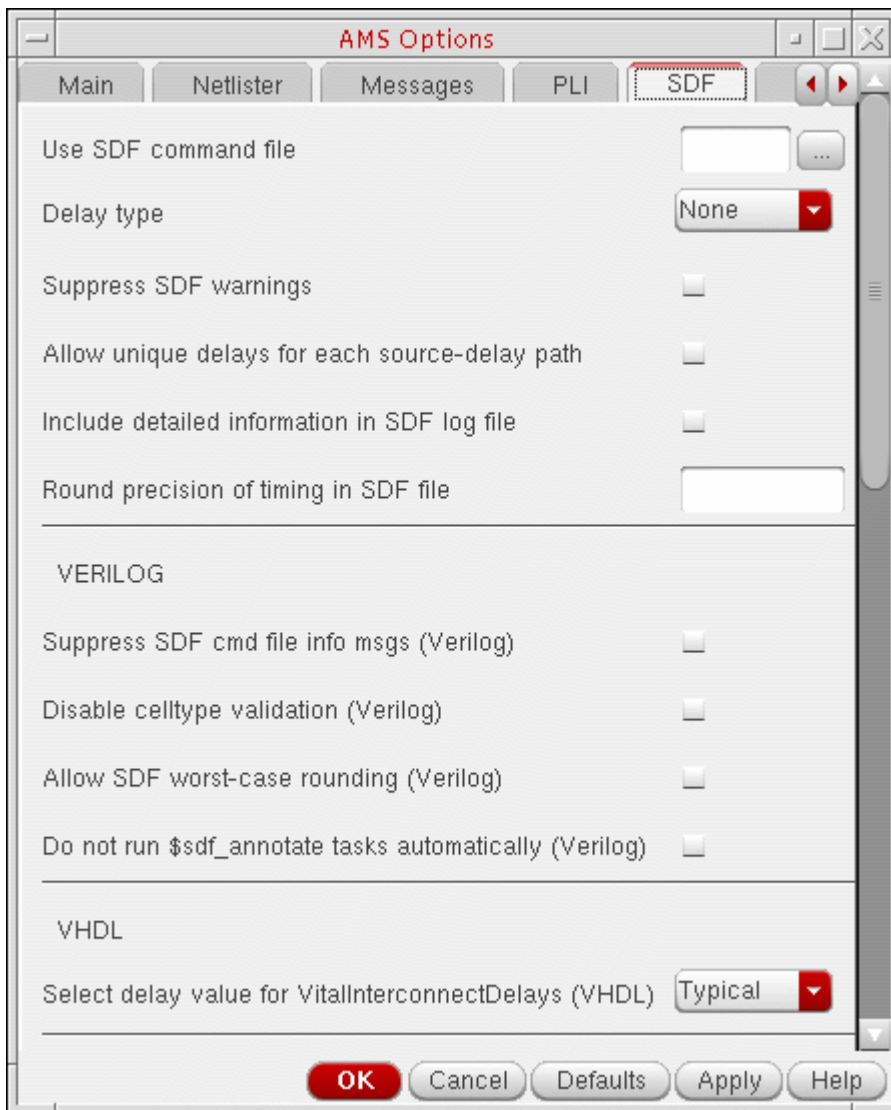 AMS Options
Main Netlister Messages PLI SDF
Use SDF command file ...
Delay type None
Suppress SDF warnings
Allow unique delays for each source-delay path
Include detailed information in SDF log file
Round precision of timing in SDF file
VERILOG
Suppress SDF cmd file info msgs (Verilog)
Disable celltype validation (Verilog)
Allow SDF worst-case rounding (Verilog)
Do not run $sdf_annotate tasks automatically (Verilog)
VHDL
Select delay value for VitalInterconnectDelays (VHDL) Typical
OK Cancel Defaults Apply Help